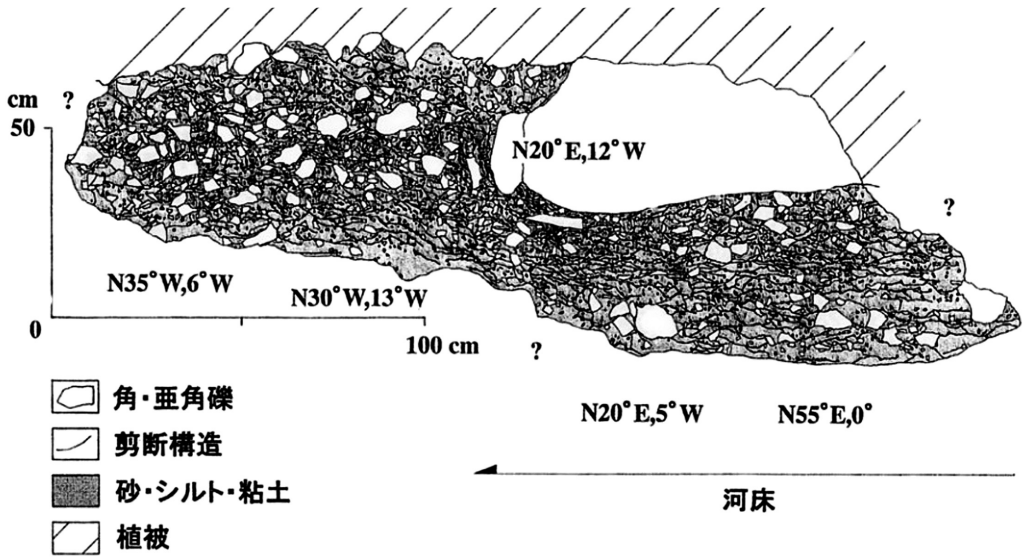 cm
?
50
N20°E,12°W
?
N35°W,6°W
N30°W,13°W
0
100 cm
?
N20°E,5°W
N55°E,0°
角・亜角礫
剪断構造
砂・シルト・粘土
植被
河床